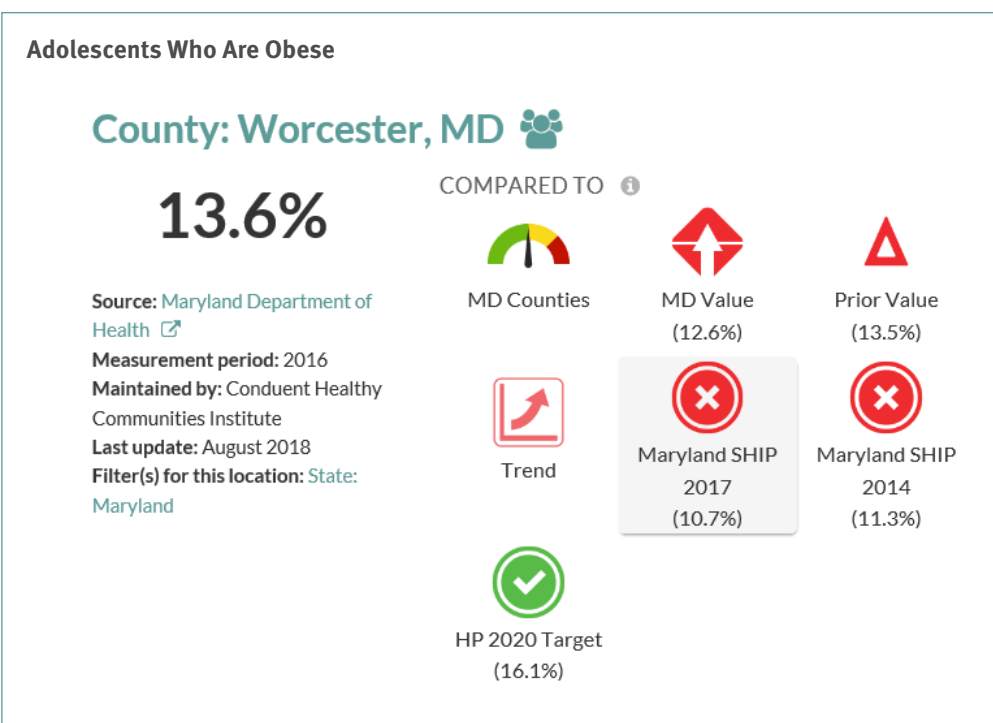 Adolescents Who Are Obese
County: Worcester, MD
13.6%
Source: Maryland Department of
Health
Measurement period: 2016
Maintained by: Conduent Healthy
Communities Institute
Last update: August 2018
Filter(s) for this location: State:
Maryland
COMPARED TO
MD Counties
MD Value
(12.6%)
Prior Value
(13.5%)
Trend
Maryland SHIP
2017
(10.7%)
Maryland SHIP
2014
(11.3%)
HP 2020 Target
(16.1%)